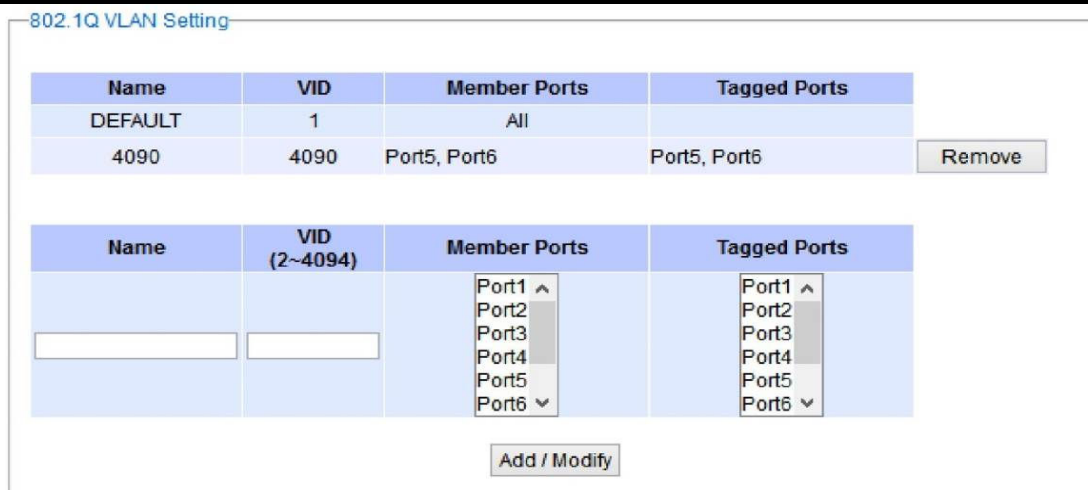 802.1Q VLAN Setting
Name VID Member Ports Tagged Ports
DEFAULT 1 All
4090 4090 Port5, Port6 Port5, Port6 Remove
Name VID (2~4094) Member Ports Tagged Ports
Port1 Port1
Port2 Port2
Port3 Port3
Port4 Port4
Port5 Port5
Port6 Port6
Add / Modify